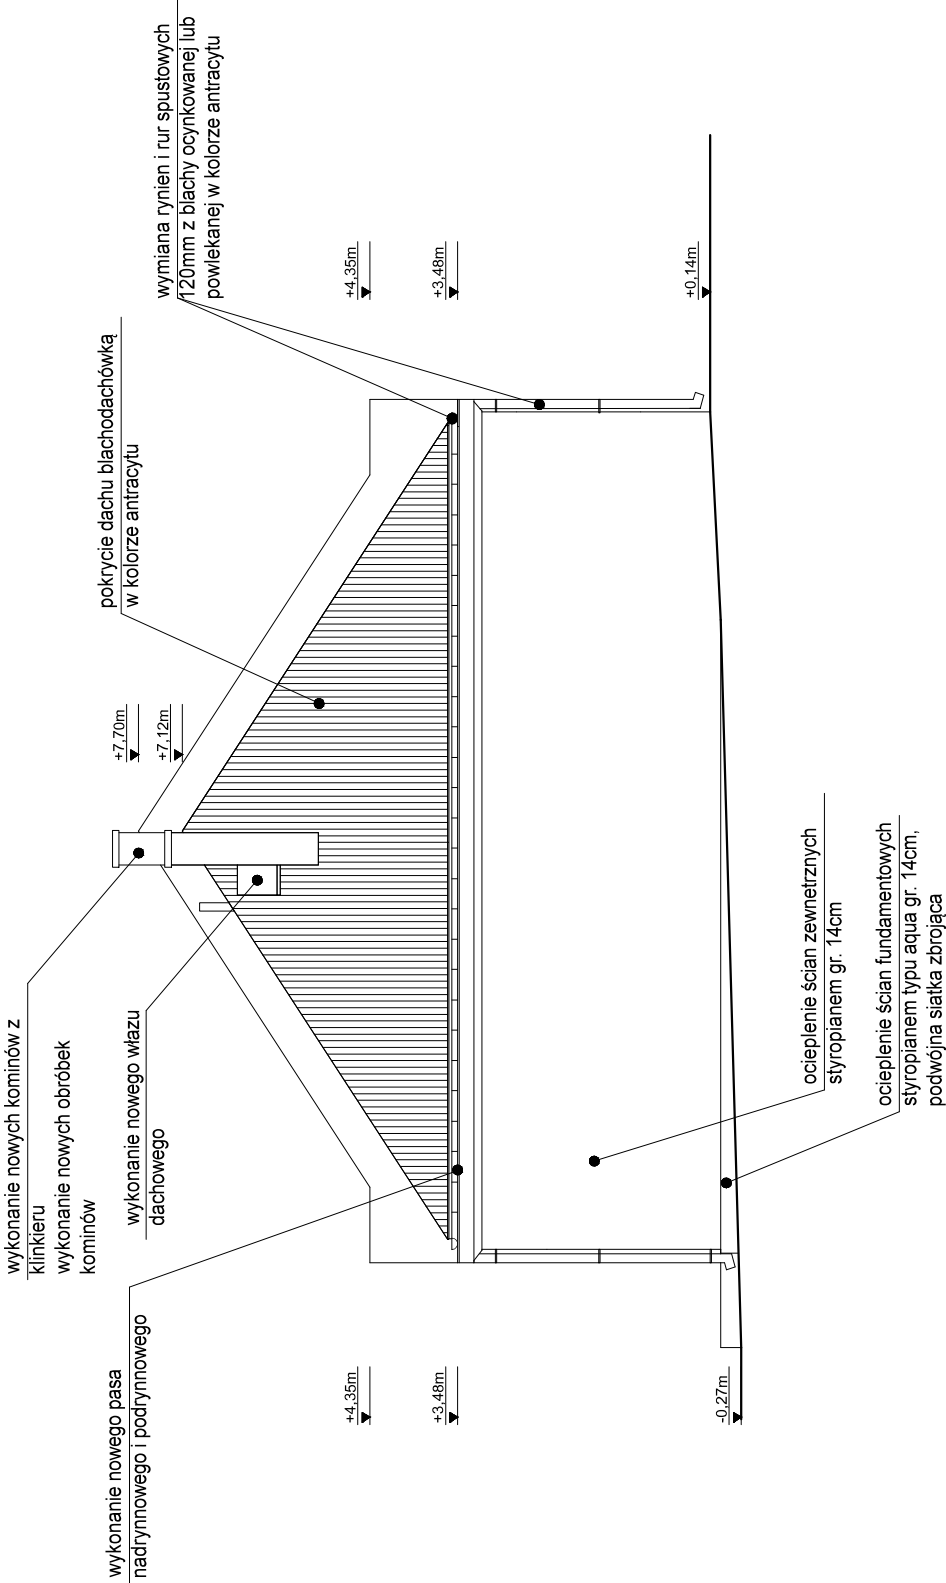 wykonanie nowego pasa
nadrynnowego i podrynnowego
wykonanie nowych kominów z
klinkieru
wykonanie nowych obróbek
kominów
wykonanie nowego włazu
dachowego
pokrycie dachu blachodachówką
w kolorze antracytu
wymiana rynien i rur spustowych
120mm z blachy ocynkowanej lub
powlekanej w kolorze antracytu
+7,70m
+7,12m
+4,35m
+3,48m
-0,27m
+4,35m
+3,48m
+0,14m
ocieplenie ścian zewnetrznych
styropianem gr. 14cm
ocieplenie ścian fundamentowych
styropianem typu aqua gr. 14cm,
podwójna siatka zbrojąca